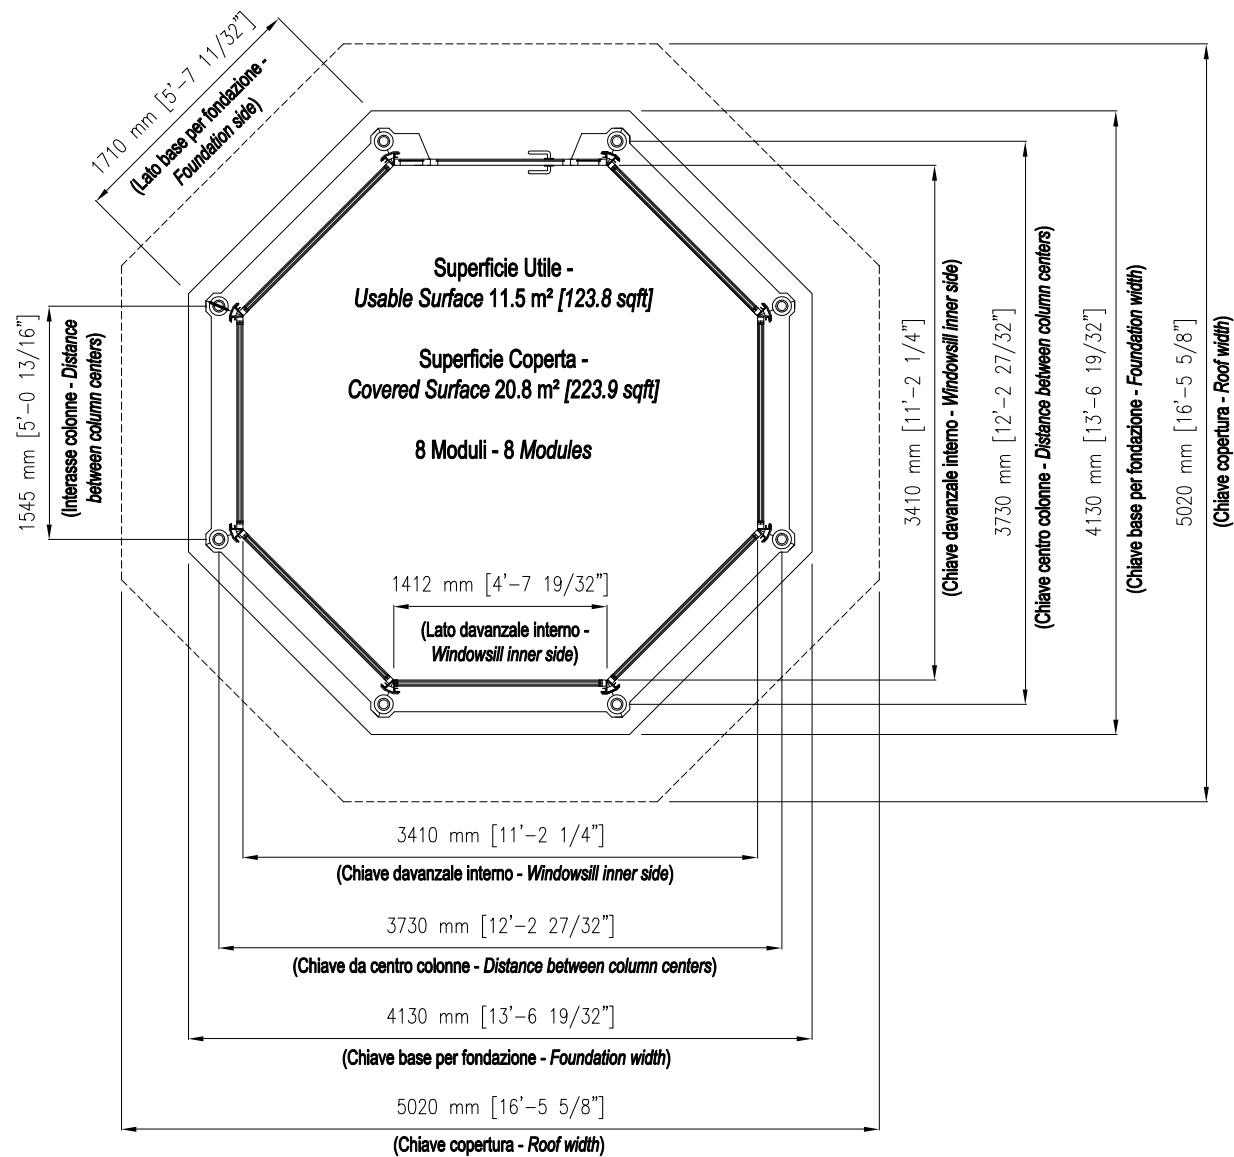 1710 mm [5'-7 11/32"]
(Lato base per fondazione -
Foundation side)
Superficie Utile -
Usable Surface 11.5 m² [123.8 sqft]
Superficie Coperta -
Covered Surface 20.8 m² [223.9 sqft]
8 Moduli - 8 Modules
1545 mm [5'-0 13/16"]
(Interasse colonne - Distance
between column centers)
1412 mm [4'-7 19/32"]
(Lato davanzale interno -
Windowsill inner side)
3410 mm [11'-2 1/4"]
(Chiave davanzale interno - Windowsill inner side)
3730 mm [12'-2 27/32"]
(Chiave centro colonne - Distance between column centers)
4130 mm [13'-6 19/32"]
(Chiave base per fondazione - Foundation width)
5020 mm [16'-5 5/8"]
(Chiave copertura - Roof width)
3410 mm [11'-2 1/4"]
(Chiave davanzale interno - Windowsill inner side)
3730 mm [12'-2 27/32"]
(Chiave da centro colonne - Distance between column centers)
4130 mm [13'-6 19/32"]
(Chiave base per fondazione - Foundation width)
5020 mm [16'-5 5/8"]
(Chiave copertura - Roof width)